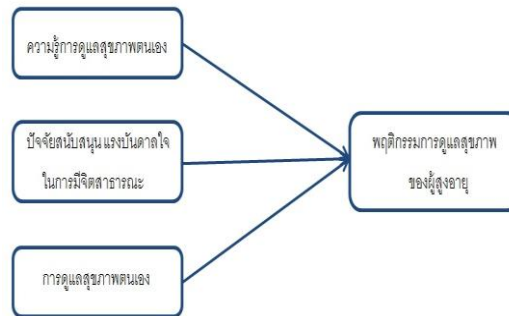 ความรู้การดูแลสุขภาพตนเอง
ปัจจัยสนับสนุน แรงบันดาลใจ
ในการมีจิตสาธารณะ
การดูแลสุขภาพตนเอง
พฤติกรรมการดูแลสุขภาพ
ของผู้สูงอายุ